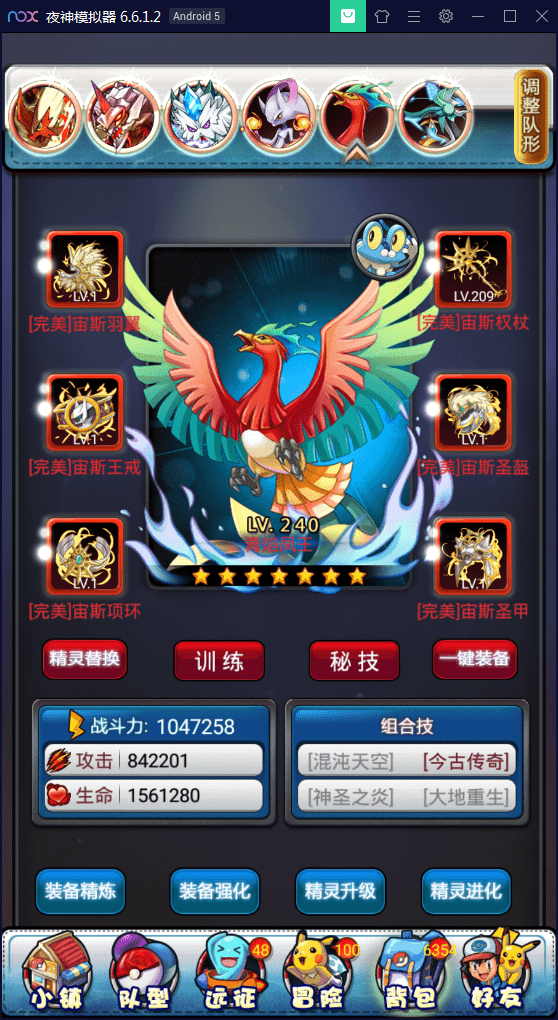 nox 夜神模拟器 6.6.1.2 Android 5
调整队形
LV.1
[完美]宙斯羽翼
LV.209
[完美]宙斯权杖
LV.1
[完美]宙斯王戒
LV.1
[完美]宙斯圣盔
LV.1
[完美]宙斯项环
LV.1
[完美]宙斯圣甲
LV. 240
青焰凤王
精灵替换
训练
秘技
一键装备
战斗力: 1047258
攻击 842201
生命 1561280
组合技
[混沌天空] [今古传奇]
[神圣之炎] [大地重生]
装备精炼
装备强化
精灵升级
精灵进化
48
100
6354
小镇
队型
远征
冒险
背包
好友